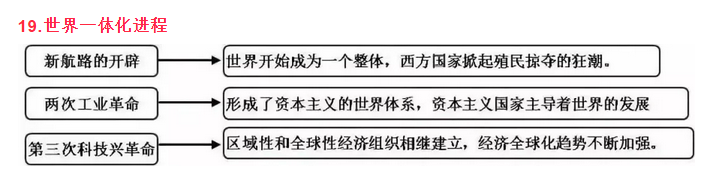 19.世界一体化进程
新航路的开辟
世界开始成为一个整体，西方国家掀起殖民掠夺的狂潮。
两次工业革命
形成了资本主义的世界体系，资本主义国家主导着世界的发展
第三次科技兴革命
区域性和全球性经济组织相继建立，经济全球化趋势不断加强。